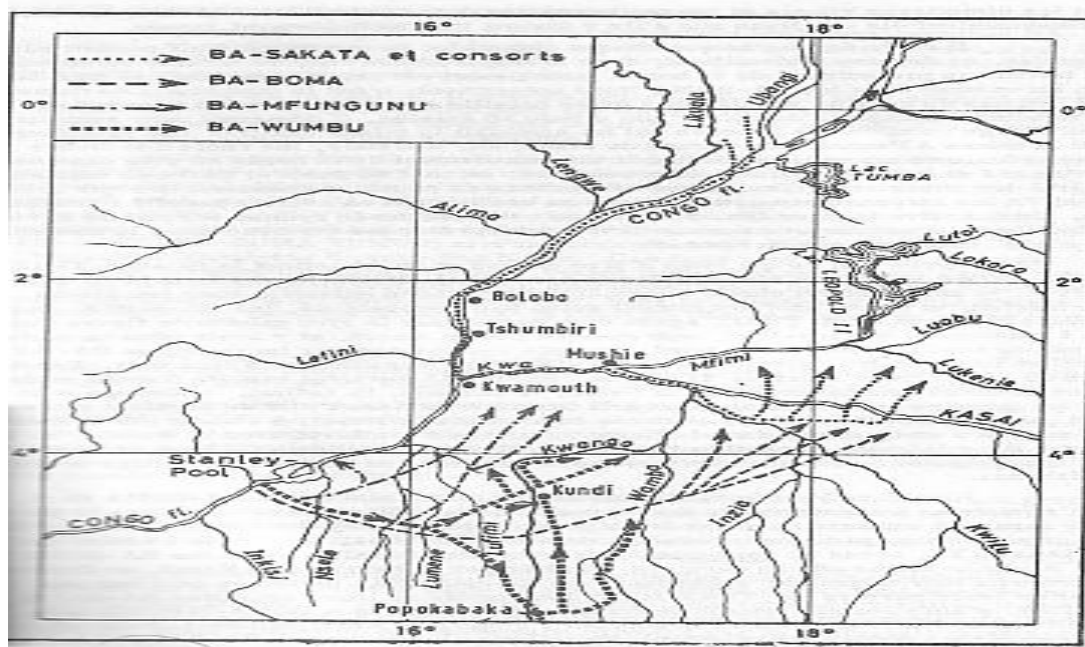 16°
18°
BA-SAKATA et consorts
BA-BOMA
BA-MFUNGUNU
BA-WUMBU
0°
0°
Likuala
Ubangi
Lengue
Lac
TUMBA
Alima
CONGO fl.
Lutoi
Lokoro
2°
2°
LEOPOLD II
Bolobo
Tshumbiri
Luabu
Lefini
Mushie
Mfimi
KWA
Lukenie
Kwamouth
KASAI
4°
4°
Stanley-
Pool
Kwango
Wamba
Kundi
CONGO fl.
Inzia
Kwilu
Inkisi
Nsele
Lumene
Lufimi
Popokabaka
16°
18°